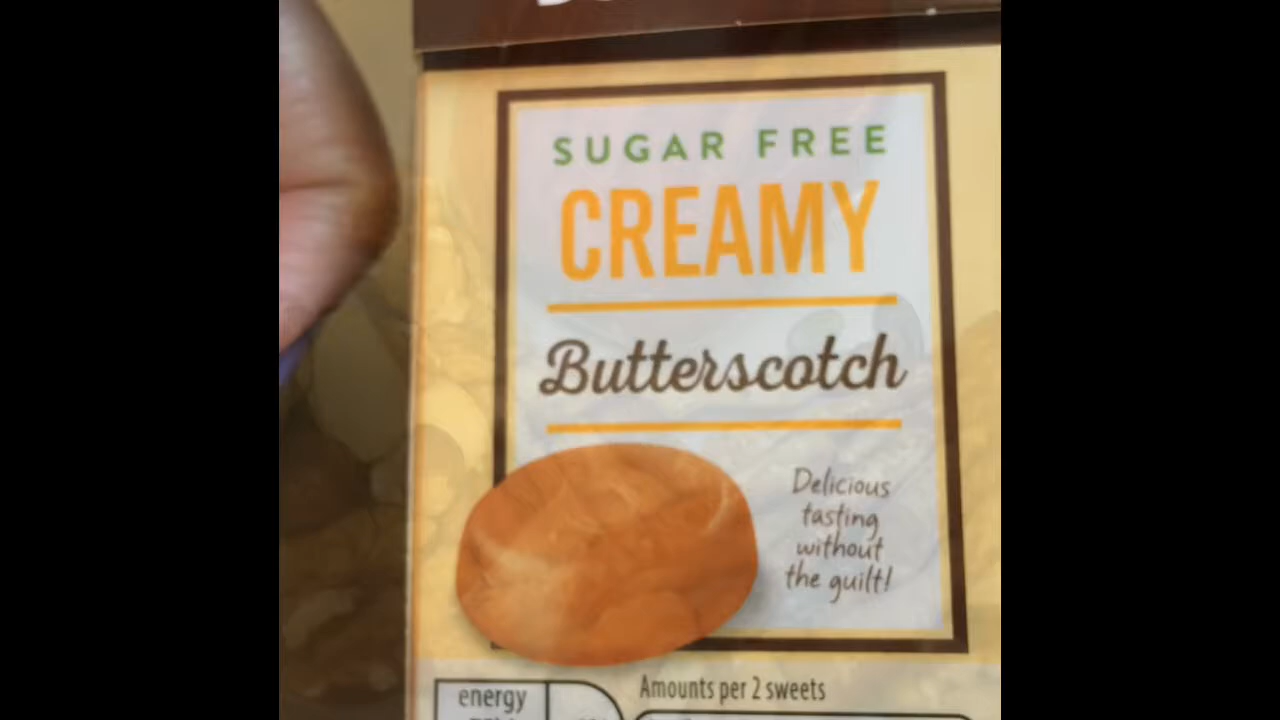 SUGAR FREE
CREAMY
Butterscotch
Delicious
tasting
without
the guilt!
Amounts per 2 sweets
energy